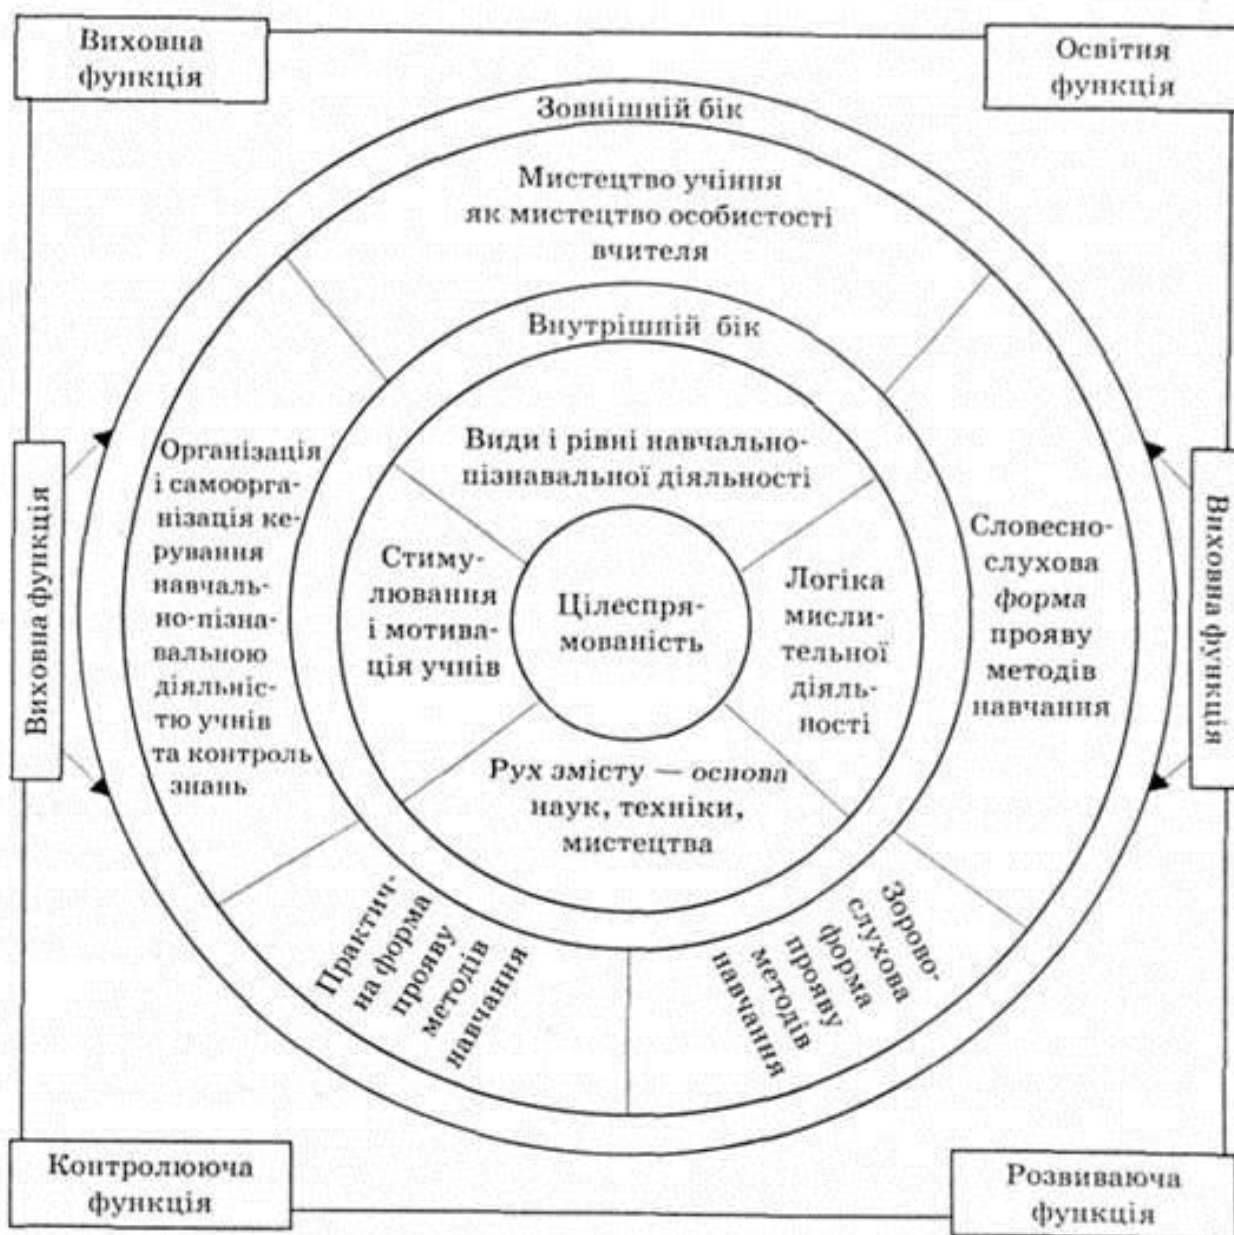 Виховна
функція
Освітня
функція
Зовнішній бік
Мистецтво учіння
як мистецтво особистості
вчителя
Внутрішній бік
Види і рівні навчально-
пізнавальної діяльності
Виховна функція
Організація
і самоорга-
нізація ке-
рування
навчаль-
но-пізна-
вальною
діяльніс-
тю учнів
та контроль
знань
Стиму-
лювання
і мотива-
ція учнів
Цілеспря-
мованість
Логіка
мисли-
тельної
діяль-
ності
Словесно-
слухова
форма
прояву
методів
навчання
Виховна функція
Рух змісту — основа
наук, техніки,
мистецтва
Практич-
на форма
прояву
методів
навчання
Зорово-
слухова
форма
прояву
методів
навчання
Контролююча
функція
Розвиваюча
функція